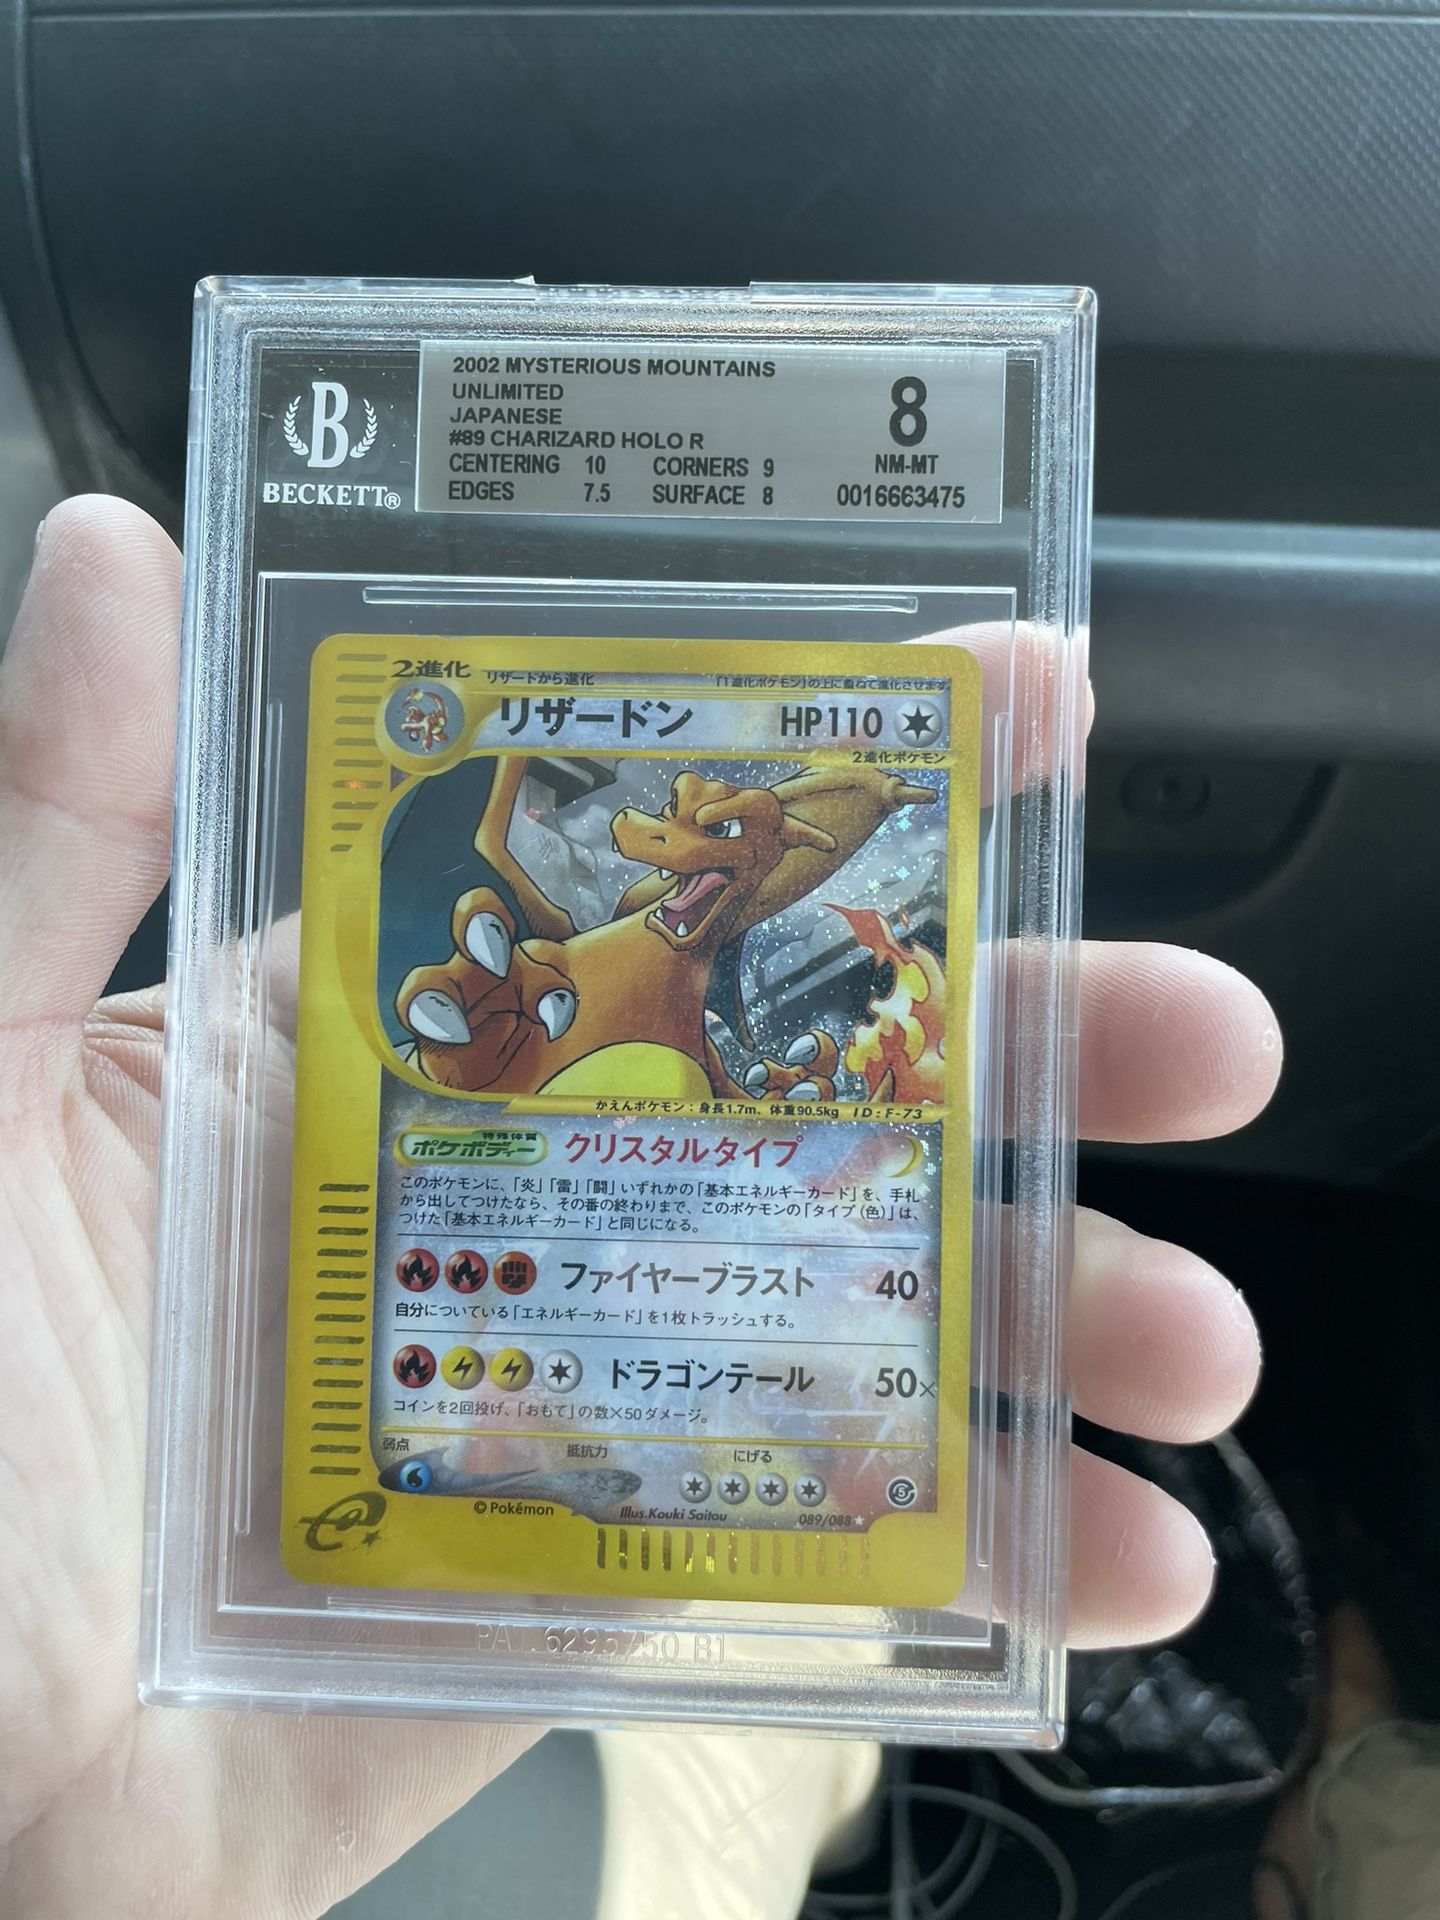 2002 MYSTERIOUS MOUNTAINS
UNLIMITED
JAPANESE
#89 CHARIZARD HOLO R
CENTERING 10 CORNERS 9
EDGES 7.5 SURFACE 8
8
NM-MT
0016663475
B
BECKETT®
2進化 リザードから進化 「1進化ポケモン」の上に重ねて進化させます
リザードン HP110
2進化ポケモン
かえんポケモン：身長1.7m、体重90.5kg ID:F-73
特殊体質
ポケボディー クリスタルタイプ
このポケモンに、「炎」「雷」「闘」いずれかの「基本エネルギーカード」を、手札
から出してつけたなら、その番の終わりまで、このポケモンの「タイプ（色）」は、
つけた「基本エネルギーカード」と同じになる。
ファイヤーブラスト 40
自分についている「エネルギーカード」を1枚トラッシュする。
ドラゴンテール 50×
コインを2回投げ、「おもて」の数×50ダメージ。
弱点 抵抗力 にげる
© Pokémon Illus.Kouki Saitou 089/088★
e
5
PAT. 6295750 B1